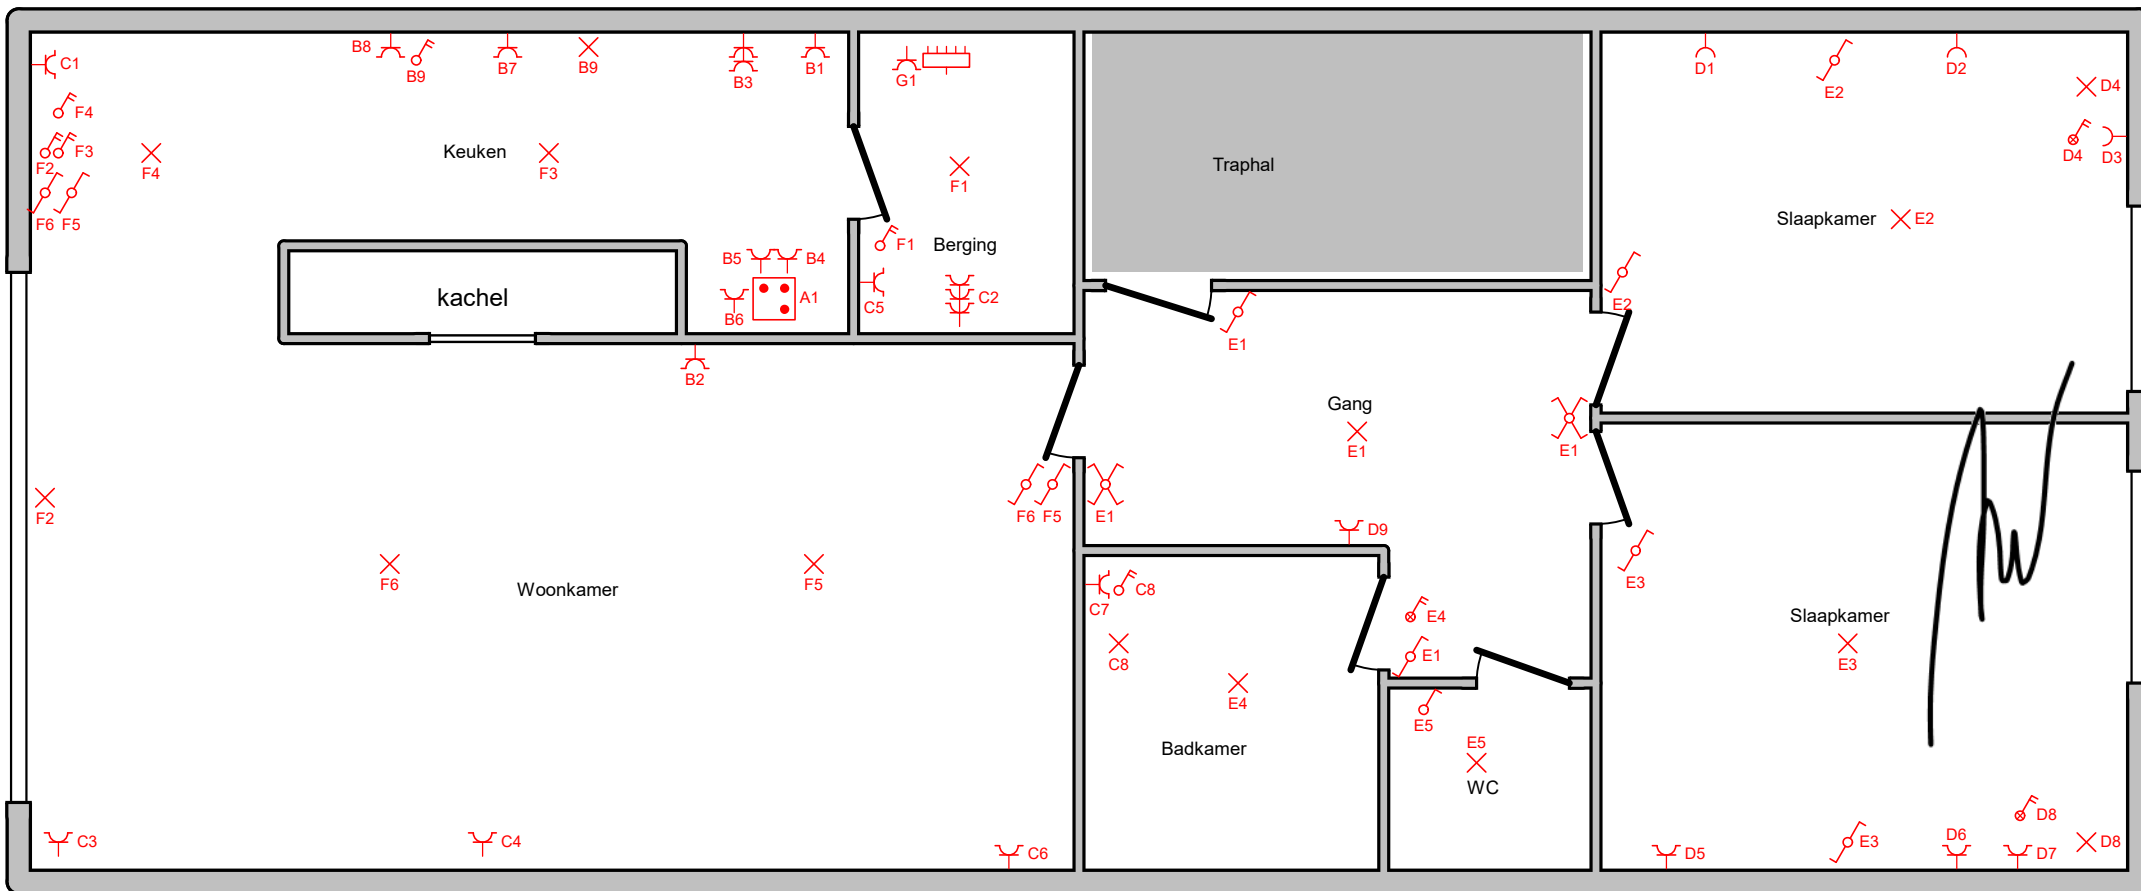 B8 B9 B7 B9 B3 B1 G1 D1 E2 D2
C1 D4
F4
F2 F3 F4 Keuken F3 F1 Traphal D4 D3
F6 F5 Slaapkamer E2
F1 Berging
B5 B4
kachel A1 B6 C5 C2 E2
E1
B2
Gang
E1 E1
F2 F6 F5 E1
D9
F6 Woonkamer F5 C7 C8 E3
E4 Slaapkamer
C8 E1 E3
E4 E5
Badkamer E5
WC
C3 C4 C6 D5 E3 D6 D7 D8 D8